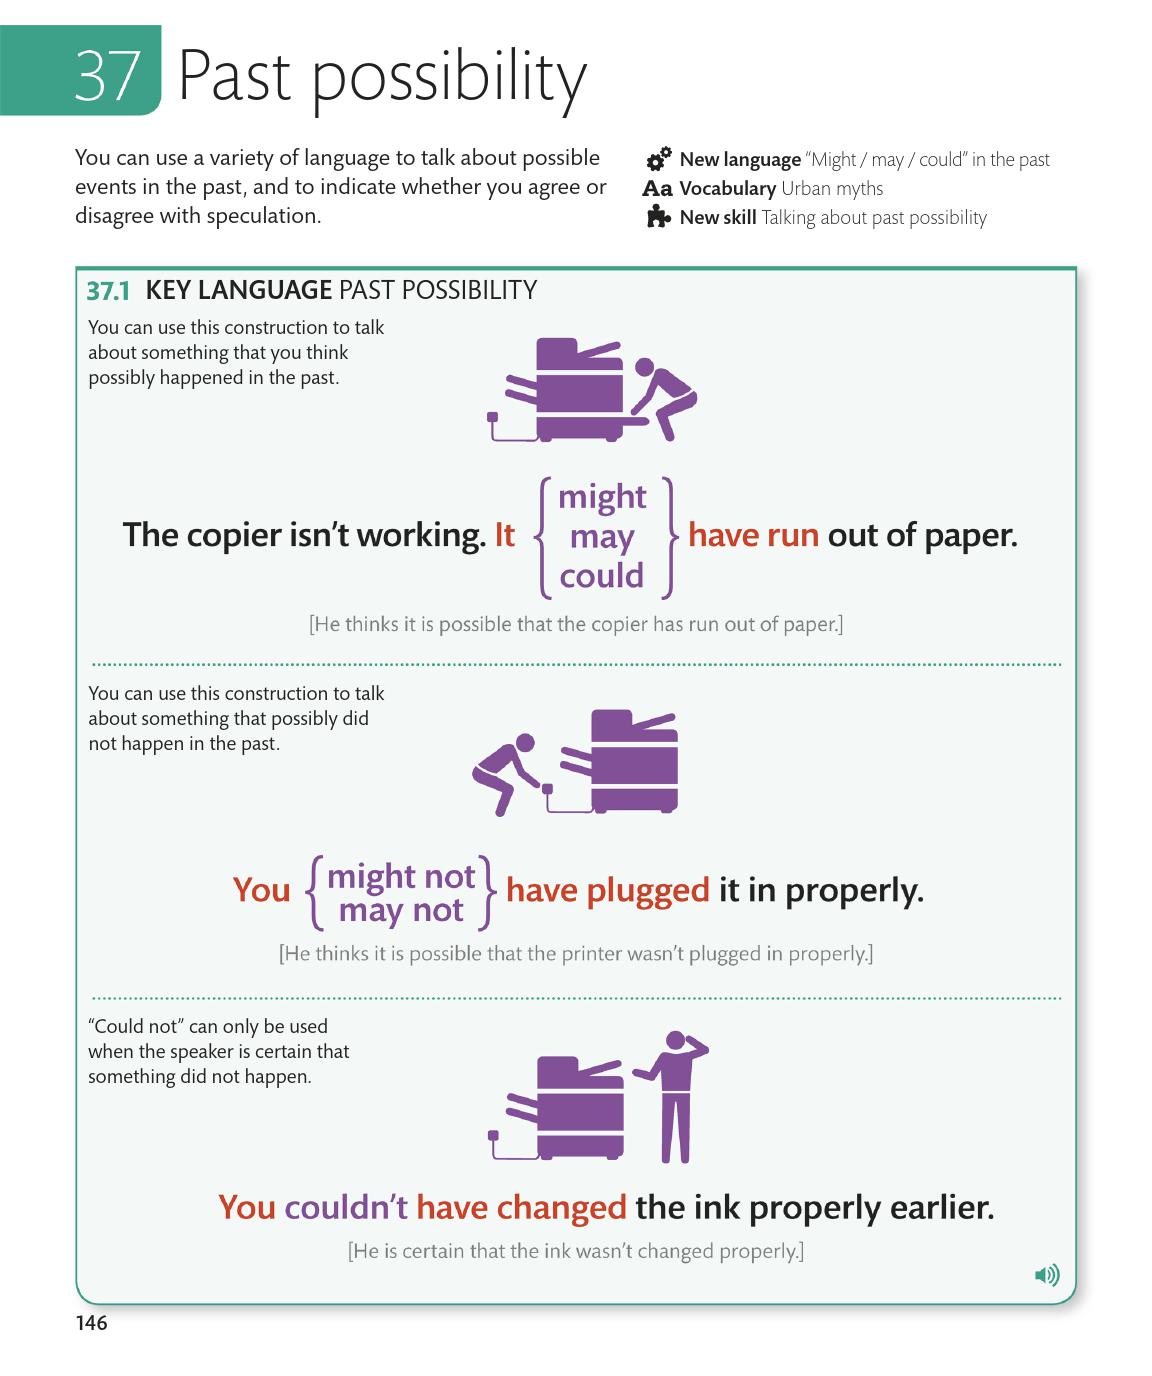 37 Past possibility
You can use a variety of language to talk about possible
events in the past, and to indicate whether you agree or
disagree with speculation.
New language “Might / may / could” in the past
Aa Vocabulary Urban myths
New skill Talking about past possibility
37.1 KEY LANGUAGE PAST POSSIBILITY
You can use this construction to talk
about something that you think
possibly happened in the past.
might
The copier isn’t working. It may have run out of paper.
could
[He thinks it is possible that the copier has run out of paper.]
You can use this construction to talk
about something that possibly did
not happen in the past.
might not
You have plugged it in properly.
may not
[He thinks it is possible that the printer wasn’t plugged in properly.]
“Could not” can only be used
when the speaker is certain that
something did not happen.
You couldn’t have changed the ink properly earlier.
[He is certain that the ink wasn’t changed properly.]
146